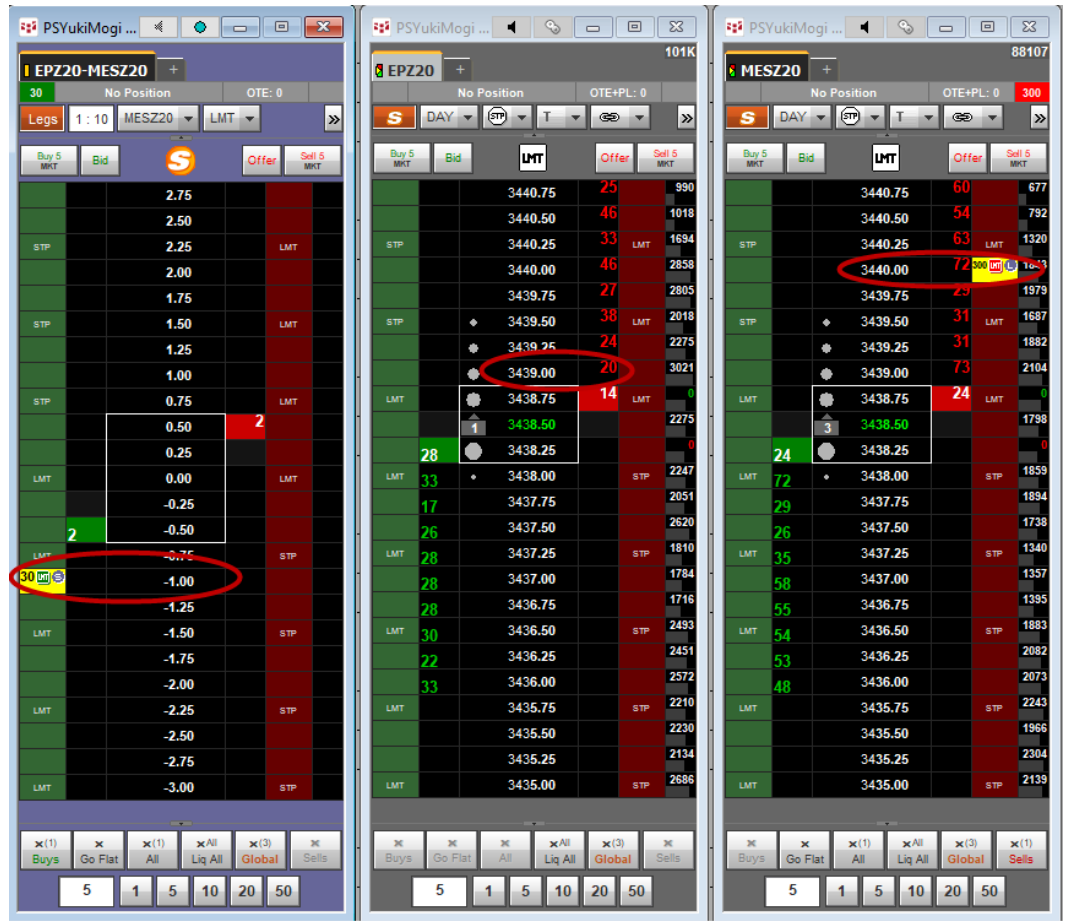 PSYukiMogi ...
EPZ20-MESZ20 +
30 No Position OTE: 0
Legs 1 : 10 MESZ20 LMT »
Buy 5 MKT Bid S Offer Sell 5 MKT
2.75
2.50
STP 2.25 LMT
2.00
1.75
STP 1.50 LMT
1.25
1.00
STP 0.75 LMT
0.50 2
0.25
LMT 0.00 LMT
-0.25
2 -0.50
LMT -0.75 STP
30 LMT S -1.00
-1.25
LMT -1.50 STP
-1.75
-2.00
LMT -2.25 STP
-2.50
-2.75
LMT -3.00 STP
×(1) Buys × Go Flat ×(1) All ×All Liq All ×(3) Global × Sells
5 1 5 10 20 50
PSYukiMogi ...
101K
EPZ20 +
No Position OTE+PL: 0
S DAY STP T »
Buy 5 MKT Bid LMT Offer Sell 5 MKT
3440.75 25 990
3440.50 46 1018
STP 3440.25 33 LMT 1694
3440.00 46 2858
3439.75 27 2805
STP 3439.50 38 LMT 2018
3439.25 24 2275
3439.00 20 3021
LMT 3438.75 14 LMT 0
1 3438.50 2275
28 3438.25 0
LMT 33 3438.00 STP 2247
17 3437.75 2051
26 3437.50 2620
LMT 28 3437.25 STP 1810
28 3437.00 1784
28 3436.75 1716
LMT 30 3436.50 STP 2493
22 3436.25 2451
33 3436.00 2572
LMT 3435.75 STP 2210
3435.50 2230
3435.25 2134
LMT 3435.00 STP 2686
× Buys × Go Flat × All ×All Liq All ×(3) Global × Sells
5 1 5 10 20 50
PSYukiMogi ...
88107
MESZ20 +
No Position OTE+PL: 0 300
S DAY STP T »
Buy 5 MKT Bid LMT Offer Sell 5 MKT
3440.75 60 677
3440.50 54 792
STP 3440.25 63 LMT 1320
3440.00 72 300 LMT L
3439.75 29 1979
STP 3439.50 31 LMT 1687
3439.25 31 1882
3439.00 73 2104
LMT 3438.75 24 LMT 0
3 3438.50 1798
24 3438.25 0
LMT 72 3438.00 STP 1859
29 3437.75 1894
26 3437.50 1738
LMT 35 3437.25 STP 1340
58 3437.00 1357
55 3436.75 1395
LMT 54 3436.50 STP 1883
53 3436.25 2082
48 3436.00 2073
LMT 3435.75 STP 2243
3435.50 1966
3435.25 2304
LMT 3435.00 STP 2139
× Buys × Go Flat ×(1) All ×All Liq All ×(3) Global ×(1) Sells
5 1 5 10 20 50